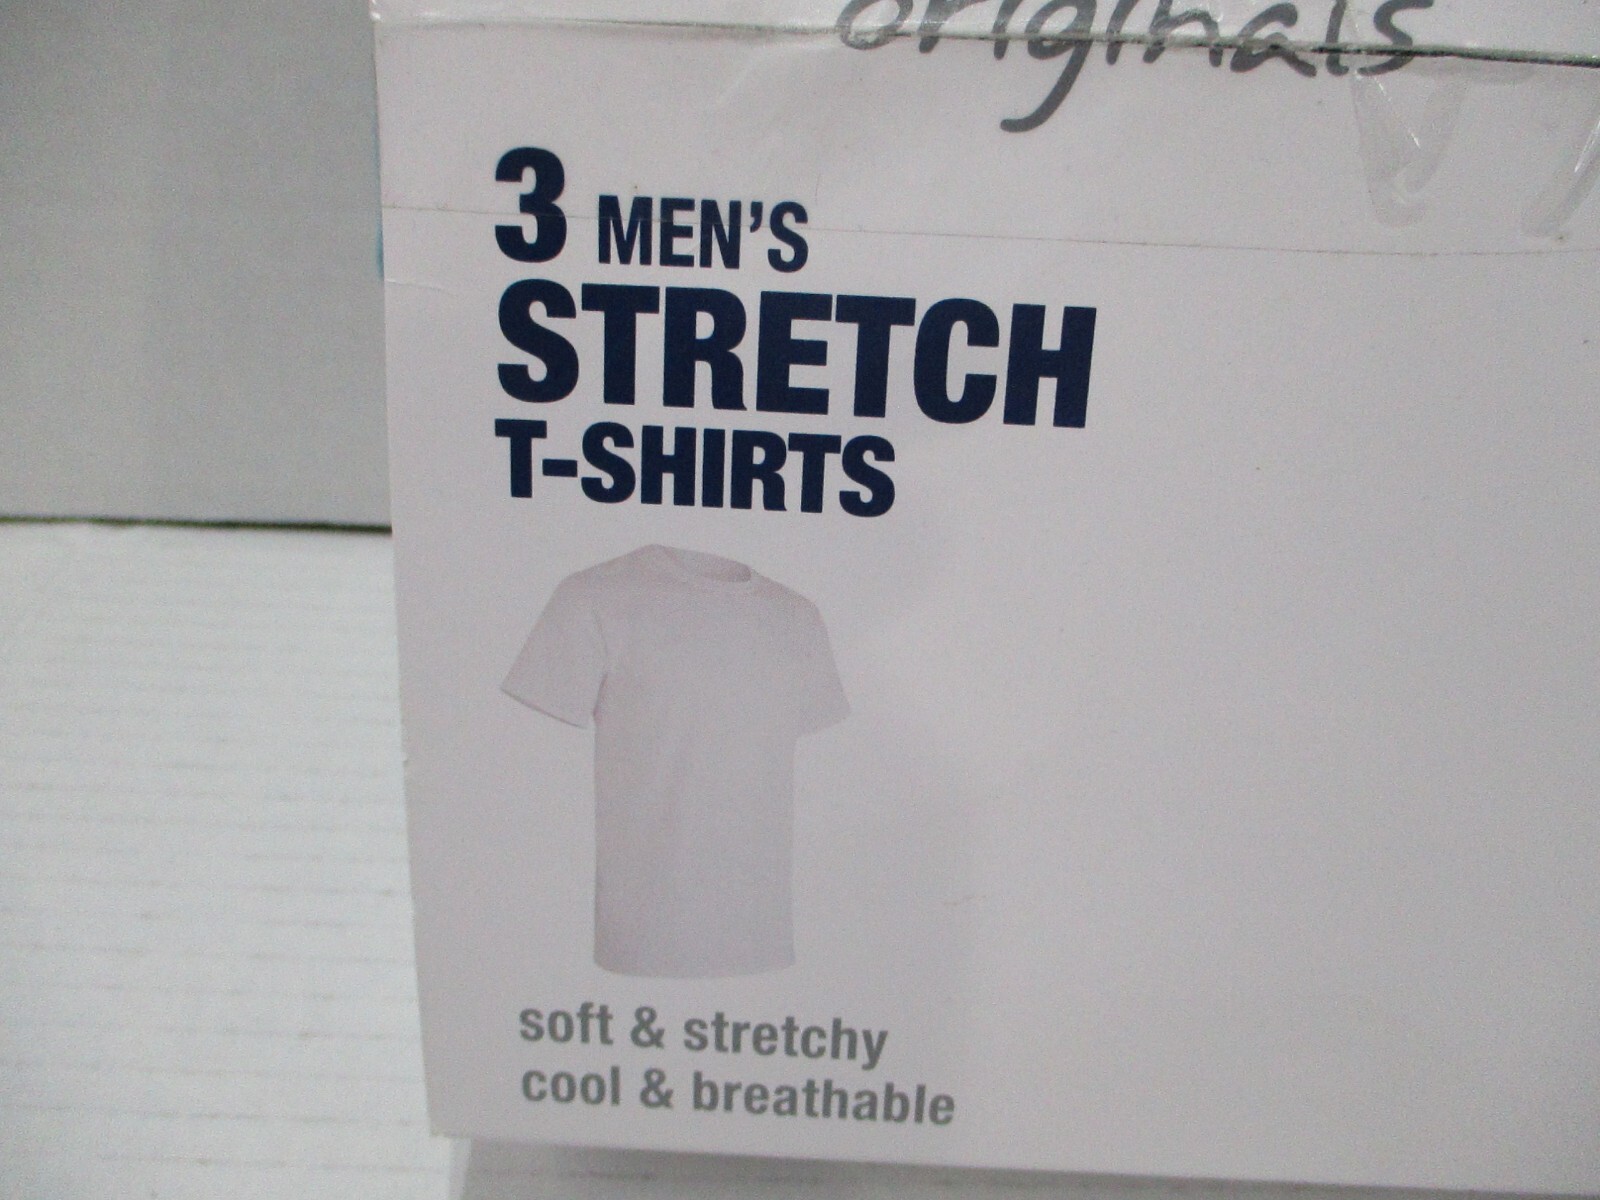 originals
3 MEN'S
STRETCH
T-SHIRTS
soft & stretchy
cool & breathable